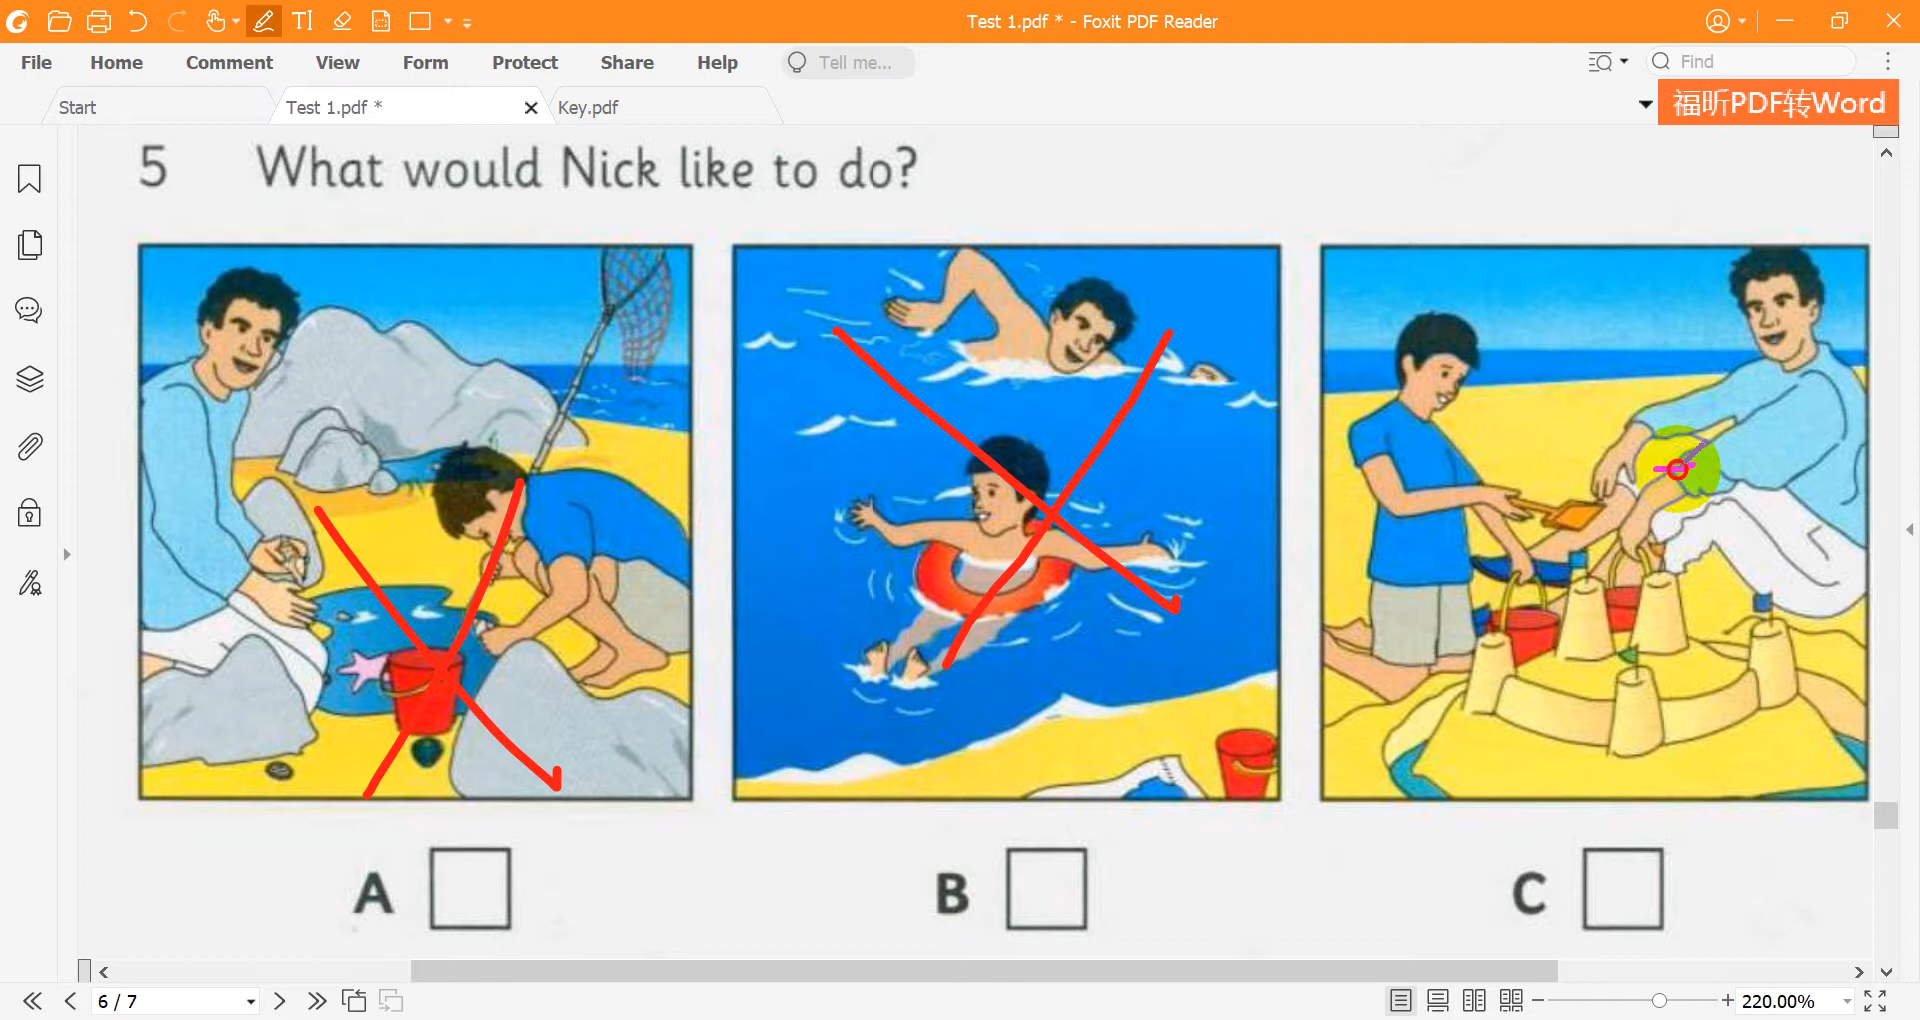 Test 1.pdf * - Foxit PDF Reader
File Home Comment View Form Protect Share Help Tell me... Find
Start Test 1.pdf * Key.pdf 福昕PDF转Word
5 What would Nick like to do?
A B C
6 / 7 220.00%